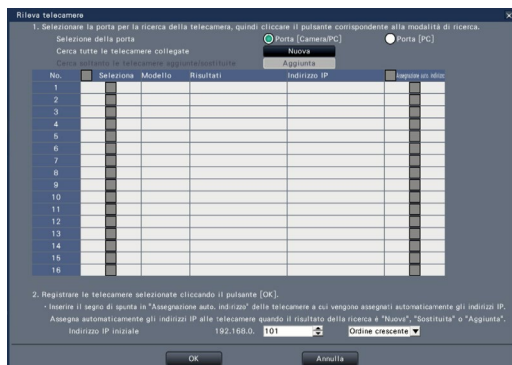 Rileva telecamere
1. Selezionare la porta per la ricerca della telecamera, quindi cliccare il pulsante corrispondente alla modalità di ricerca.
Selezione della porta Porta [Camera/PC] Porta [PC]
Cerca tutte le telecamere collegate Nuova
Cerca soltanto le telecamere aggiunte/sostituite Aggiunta
No. Seleziona Modello Risultati Indirizzo IP Assegnazione auto. indirizzo
1
2
3
4
5
6
7
8
9
10
11
12
13
14
15
16
2. Registrare le telecamere selezionate cliccando il pulsante [OK].
- Inserire il segno di spunta in "Assegnazione auto. indirizzo" delle telecamere a cui vengono assegnati automaticamente gli indirizzi IP.
Assegna automaticamente gli indirizzi IP alle telecamere quando il risultato della ricerca è "Nuova", "Sostituita" o "Aggiunta".
Indirizzo IP iniziale 192.168.0. 101 Ordine crescente
OK Annulla